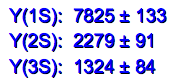 Y(1S): 7825 ± 133
Y(2S): 2279 ± 91
Y(3S): 1324 ± 84